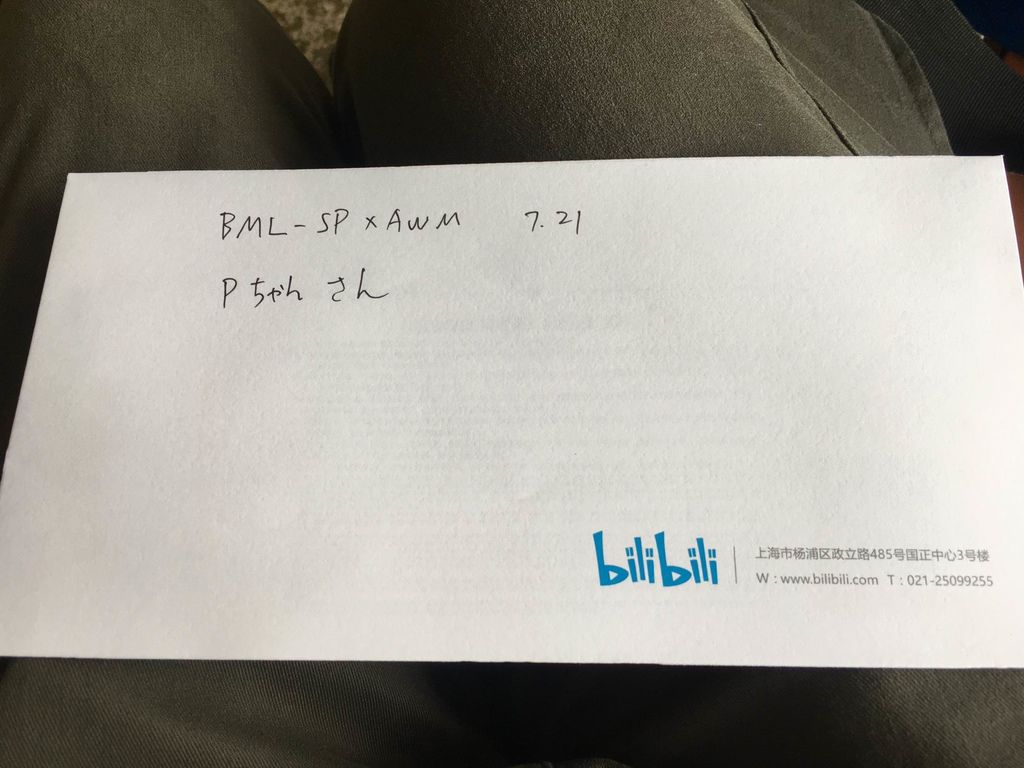 BML-SP×AWM 7.21
Pちゃん さん
bilibili
上海市杨浦区政立路485号国正中心3号楼
W : www.bilibili.com T : 021-25099255